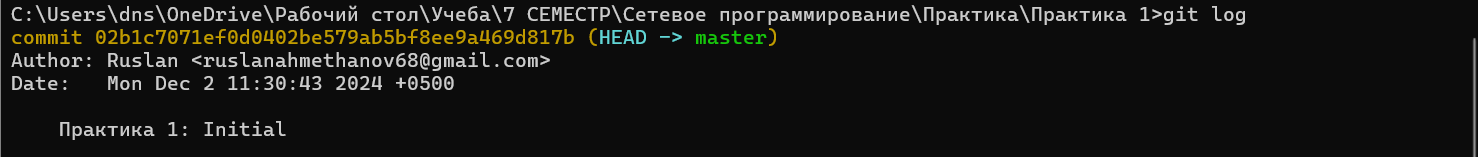 C:\Users\dns\OneDrive\Рабочий стол\Учеба\7 СЕМЕСТР\Сетевое программирование\Практика\Практика 1>git log
commit 02b1c7071ef0d0402be579ab5bf8ee9a469d817b (HEAD -> master)
Author: Ruslan <ruslanahmethanov68@gmail.com>
Date:   Mon Dec 2 11:30:43 2024 +0500
    Практика 1: Initial